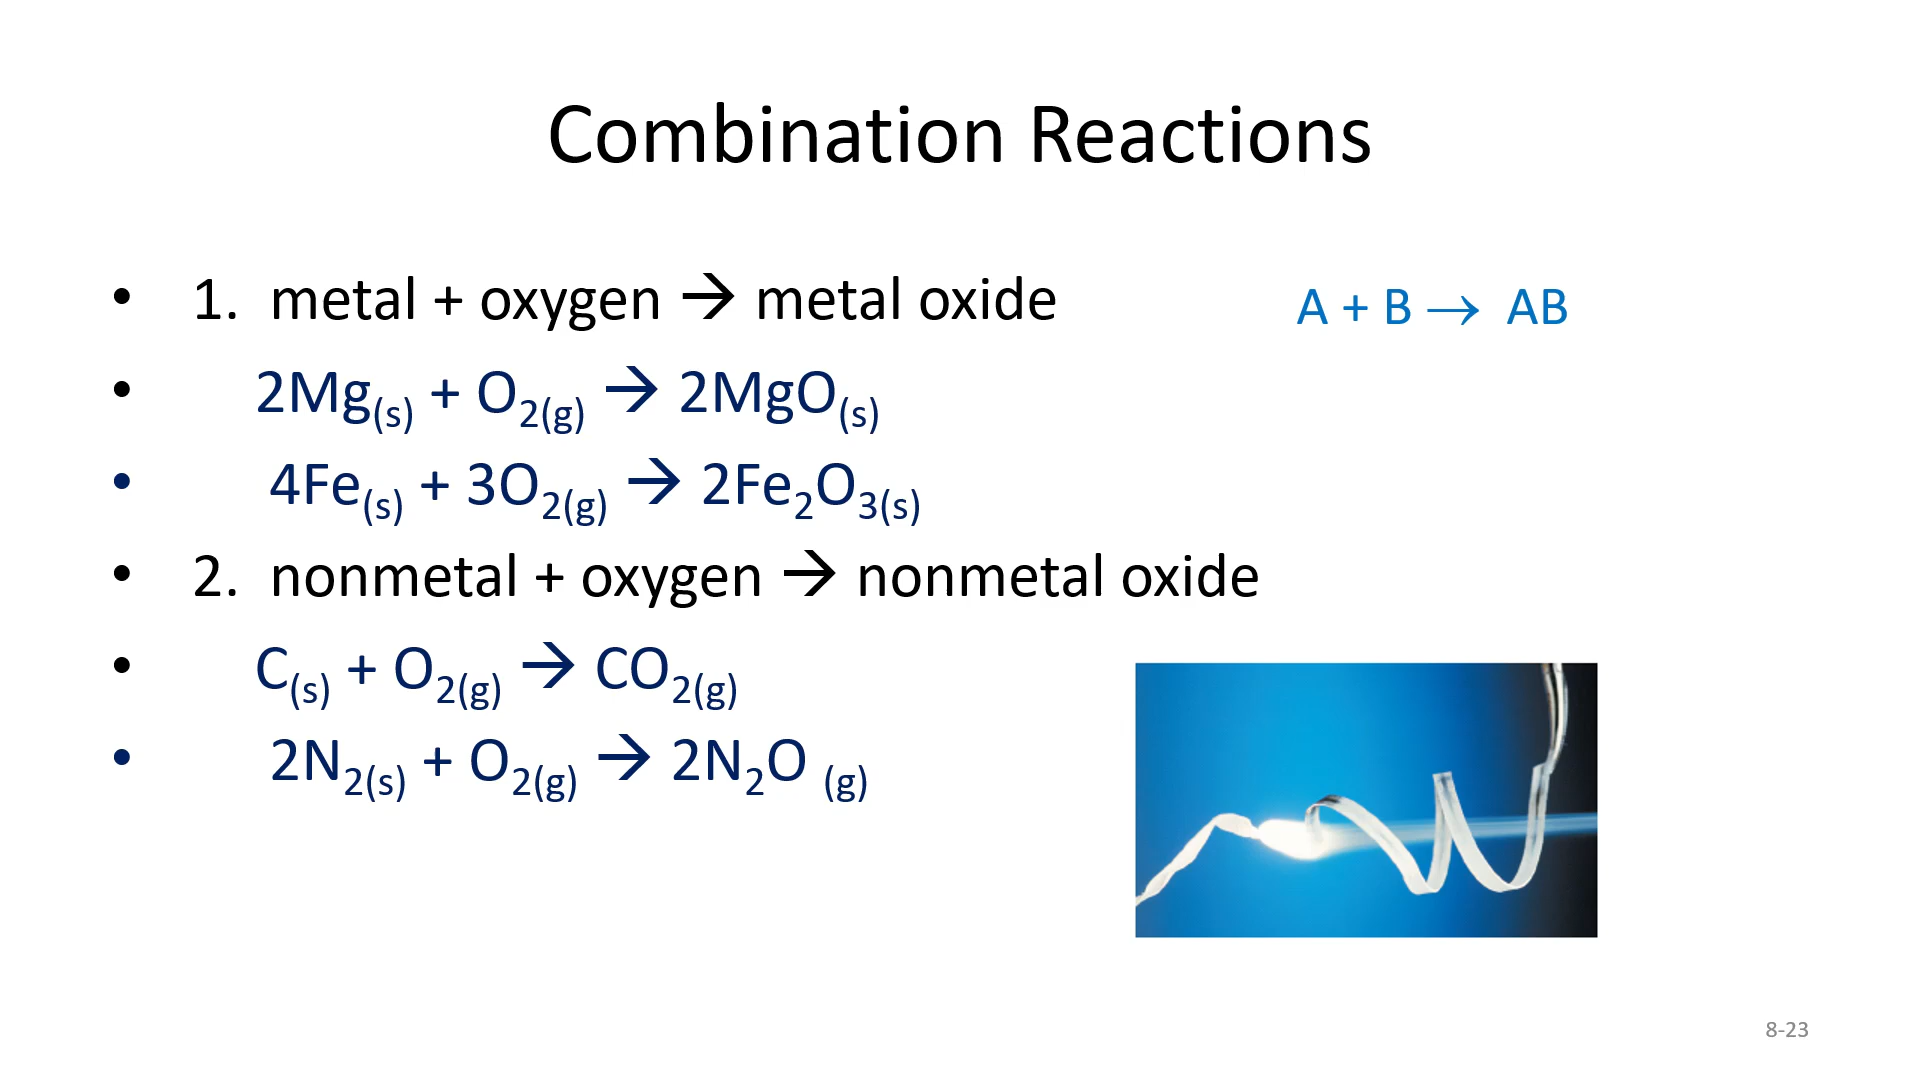 Combination Reactions
• 1. metal + oxygen → metal oxide
A + B → AB
• 2Mg(s) + O2(g) → 2MgO(s)
• 4Fe(s) + 3O2(g) → 2Fe2O3(s)
• 2. nonmetal + oxygen → nonmetal oxide
• C(s) + O2(g) → CO2(g)
• 2N2(s) + O2(g) → 2N2O (g)
8-23